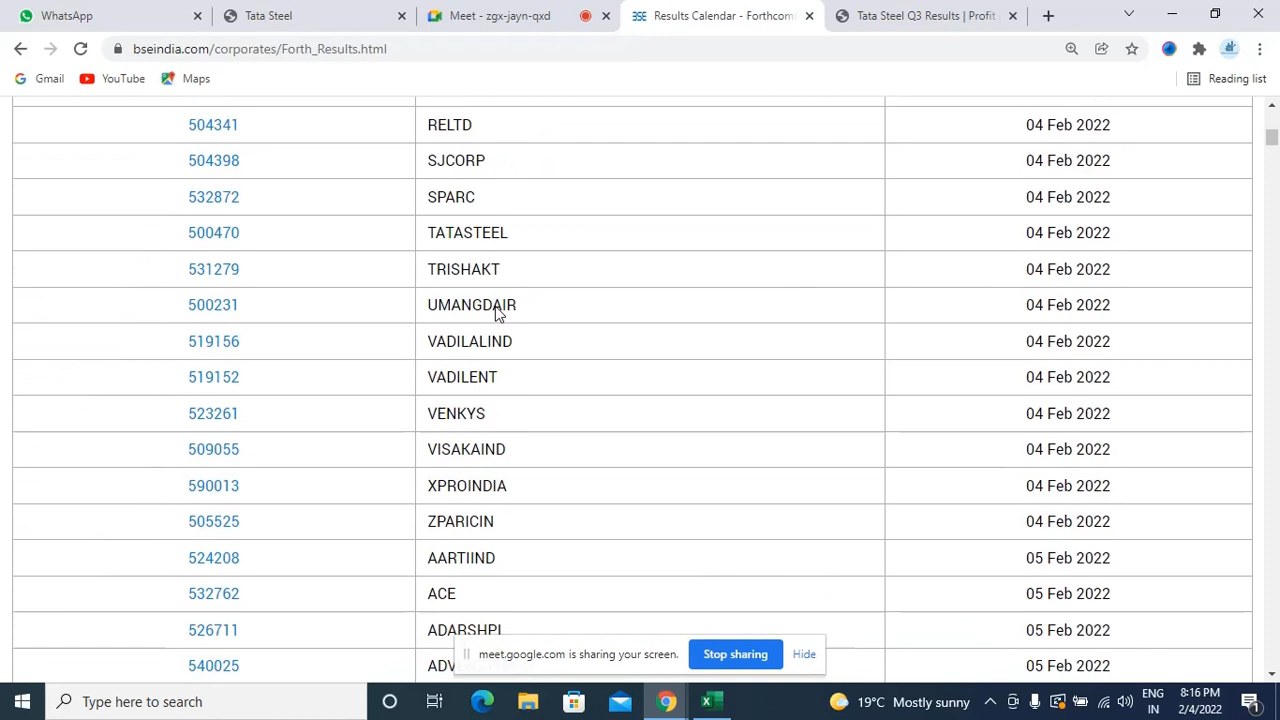 WhatsApp
Tata Steel
Meet - zgx-jayn-qxd
BSE Results Calendar - Forthcom
Tata Steel Q3 Results | Profit
bseindia.com/corporates/Forth_Results.html
Gmail YouTube Maps Reading list
504341 RELTD 04 Feb 2022
504398 SJCORP 04 Feb 2022
532872 SPARC 04 Feb 2022
500470 TATASTEEL 04 Feb 2022
531279 TRISHAKT 04 Feb 2022
500231 UMANGDAIR 04 Feb 2022
519156 VADILALIND 04 Feb 2022
519152 VADILENT 04 Feb 2022
523261 VENKYS 04 Feb 2022
509055 VISAKAIND 04 Feb 2022
590013 XPROINDIA 04 Feb 2022
505525 ZPARICIN 04 Feb 2022
524208 AARTIIND 05 Feb 2022
532762 ACE 05 Feb 2022
526711 ADARSHPL 05 Feb 2022
540025 05 Feb 2022
meet.google.com is sharing your screen. Stop sharing Hide
Type here to search
19°C Mostly sunny
ENG
IN
8:16 PM
2/4/2022
1